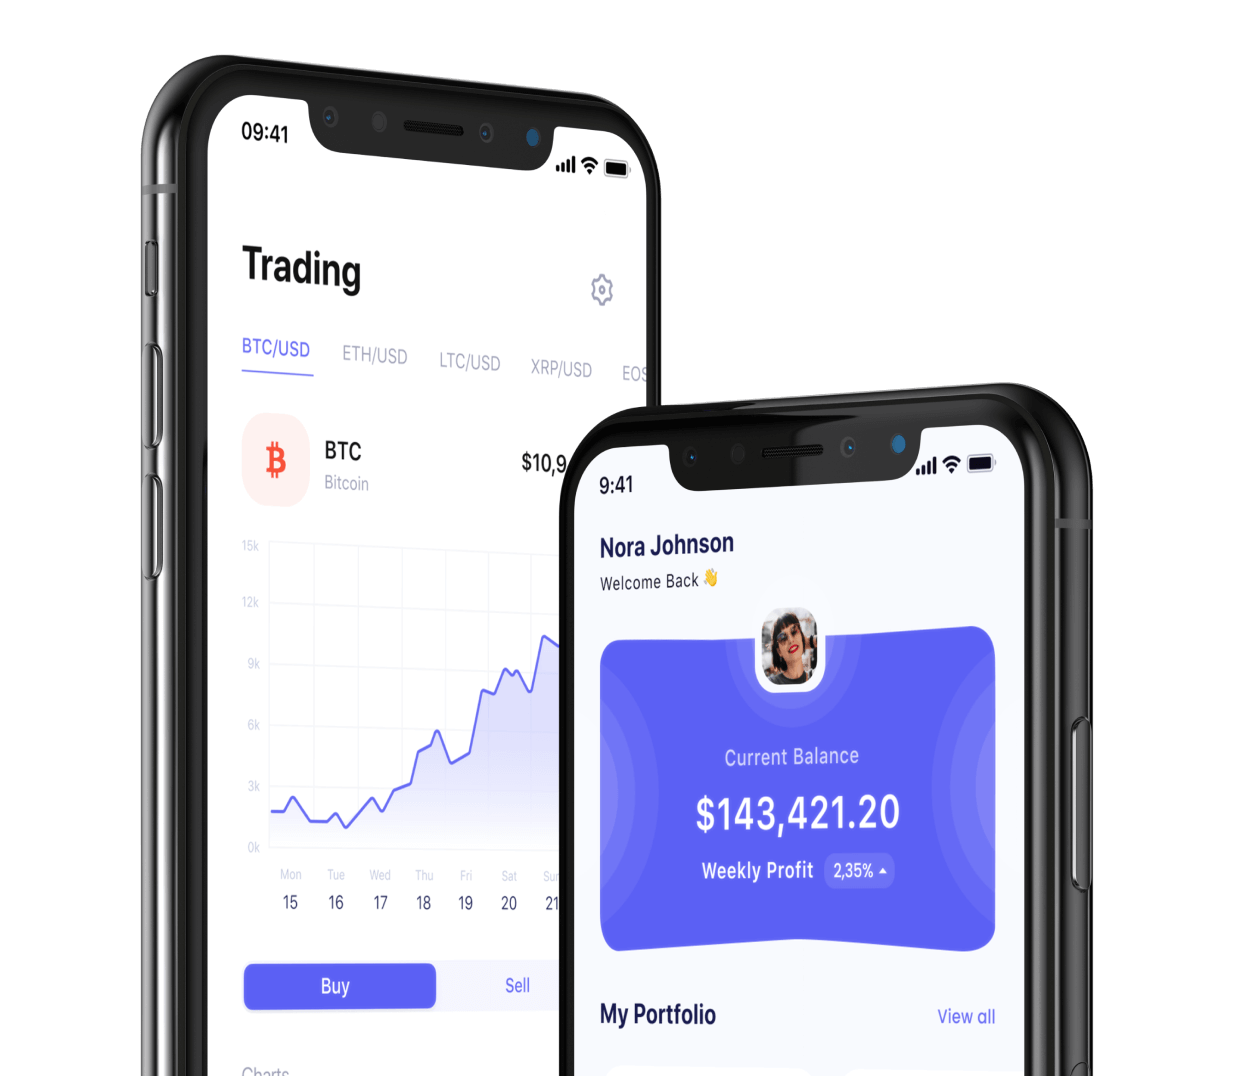 09:41
Trading
BTC/USD ETH/USD LTC/USD XRP/USD EOS
BTC
Bitcoin
$10,9
15k
12k
9k
6k
3k
0k
Mon Tue Wed Thu Fri Sat Sun
15 16 17 18 19 20 21
Buy Sell
Charts
9:41
Nora Johnson
Welcome Back 👋
Current Balance
$143,421.20
Weekly Profit 2,35%
My Portfolio View all